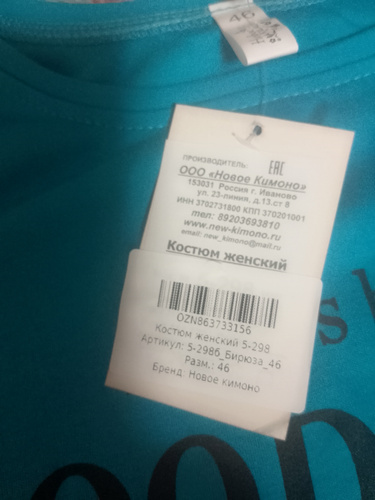 46
ПРОИЗВОДИТЕЛЬ:
EAC
ООО «Новое Кимоно»
153031 Россия г. Иваново
ул. 23-линия, д.13.ст 8
ИНН 3702731800 КПП 370201001
тел: 89203693810
www.new-kimono.ru
email: new_kimono@mail.ru
Костюм женский
OZN863733156
Костюм женский 5-298
Артикул: 5-298б_Бирюза_46
Разм.: 46
Бренд: Новое кимоно